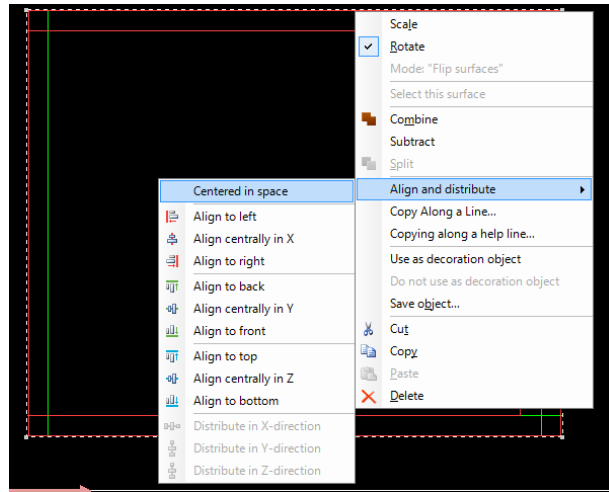 Scale
Rotate
Mode: "Flip surfaces"
Select this surface
Combine
Subtract
Split
Align and distribute
Copy Along a Line...
Copying along a help line...
Use as decoration object
Do not use as decoration object
Save object...
Cut
Copy
Paste
Delete
Centered in space
Align to left
Align centrally in X
Align to right
Align to back
Align centrally in Y
Align to front
Align to top
Align centrally in Z
Align to bottom
Distribute in X-direction
Distribute in Y-direction
Distribute in Z-direction